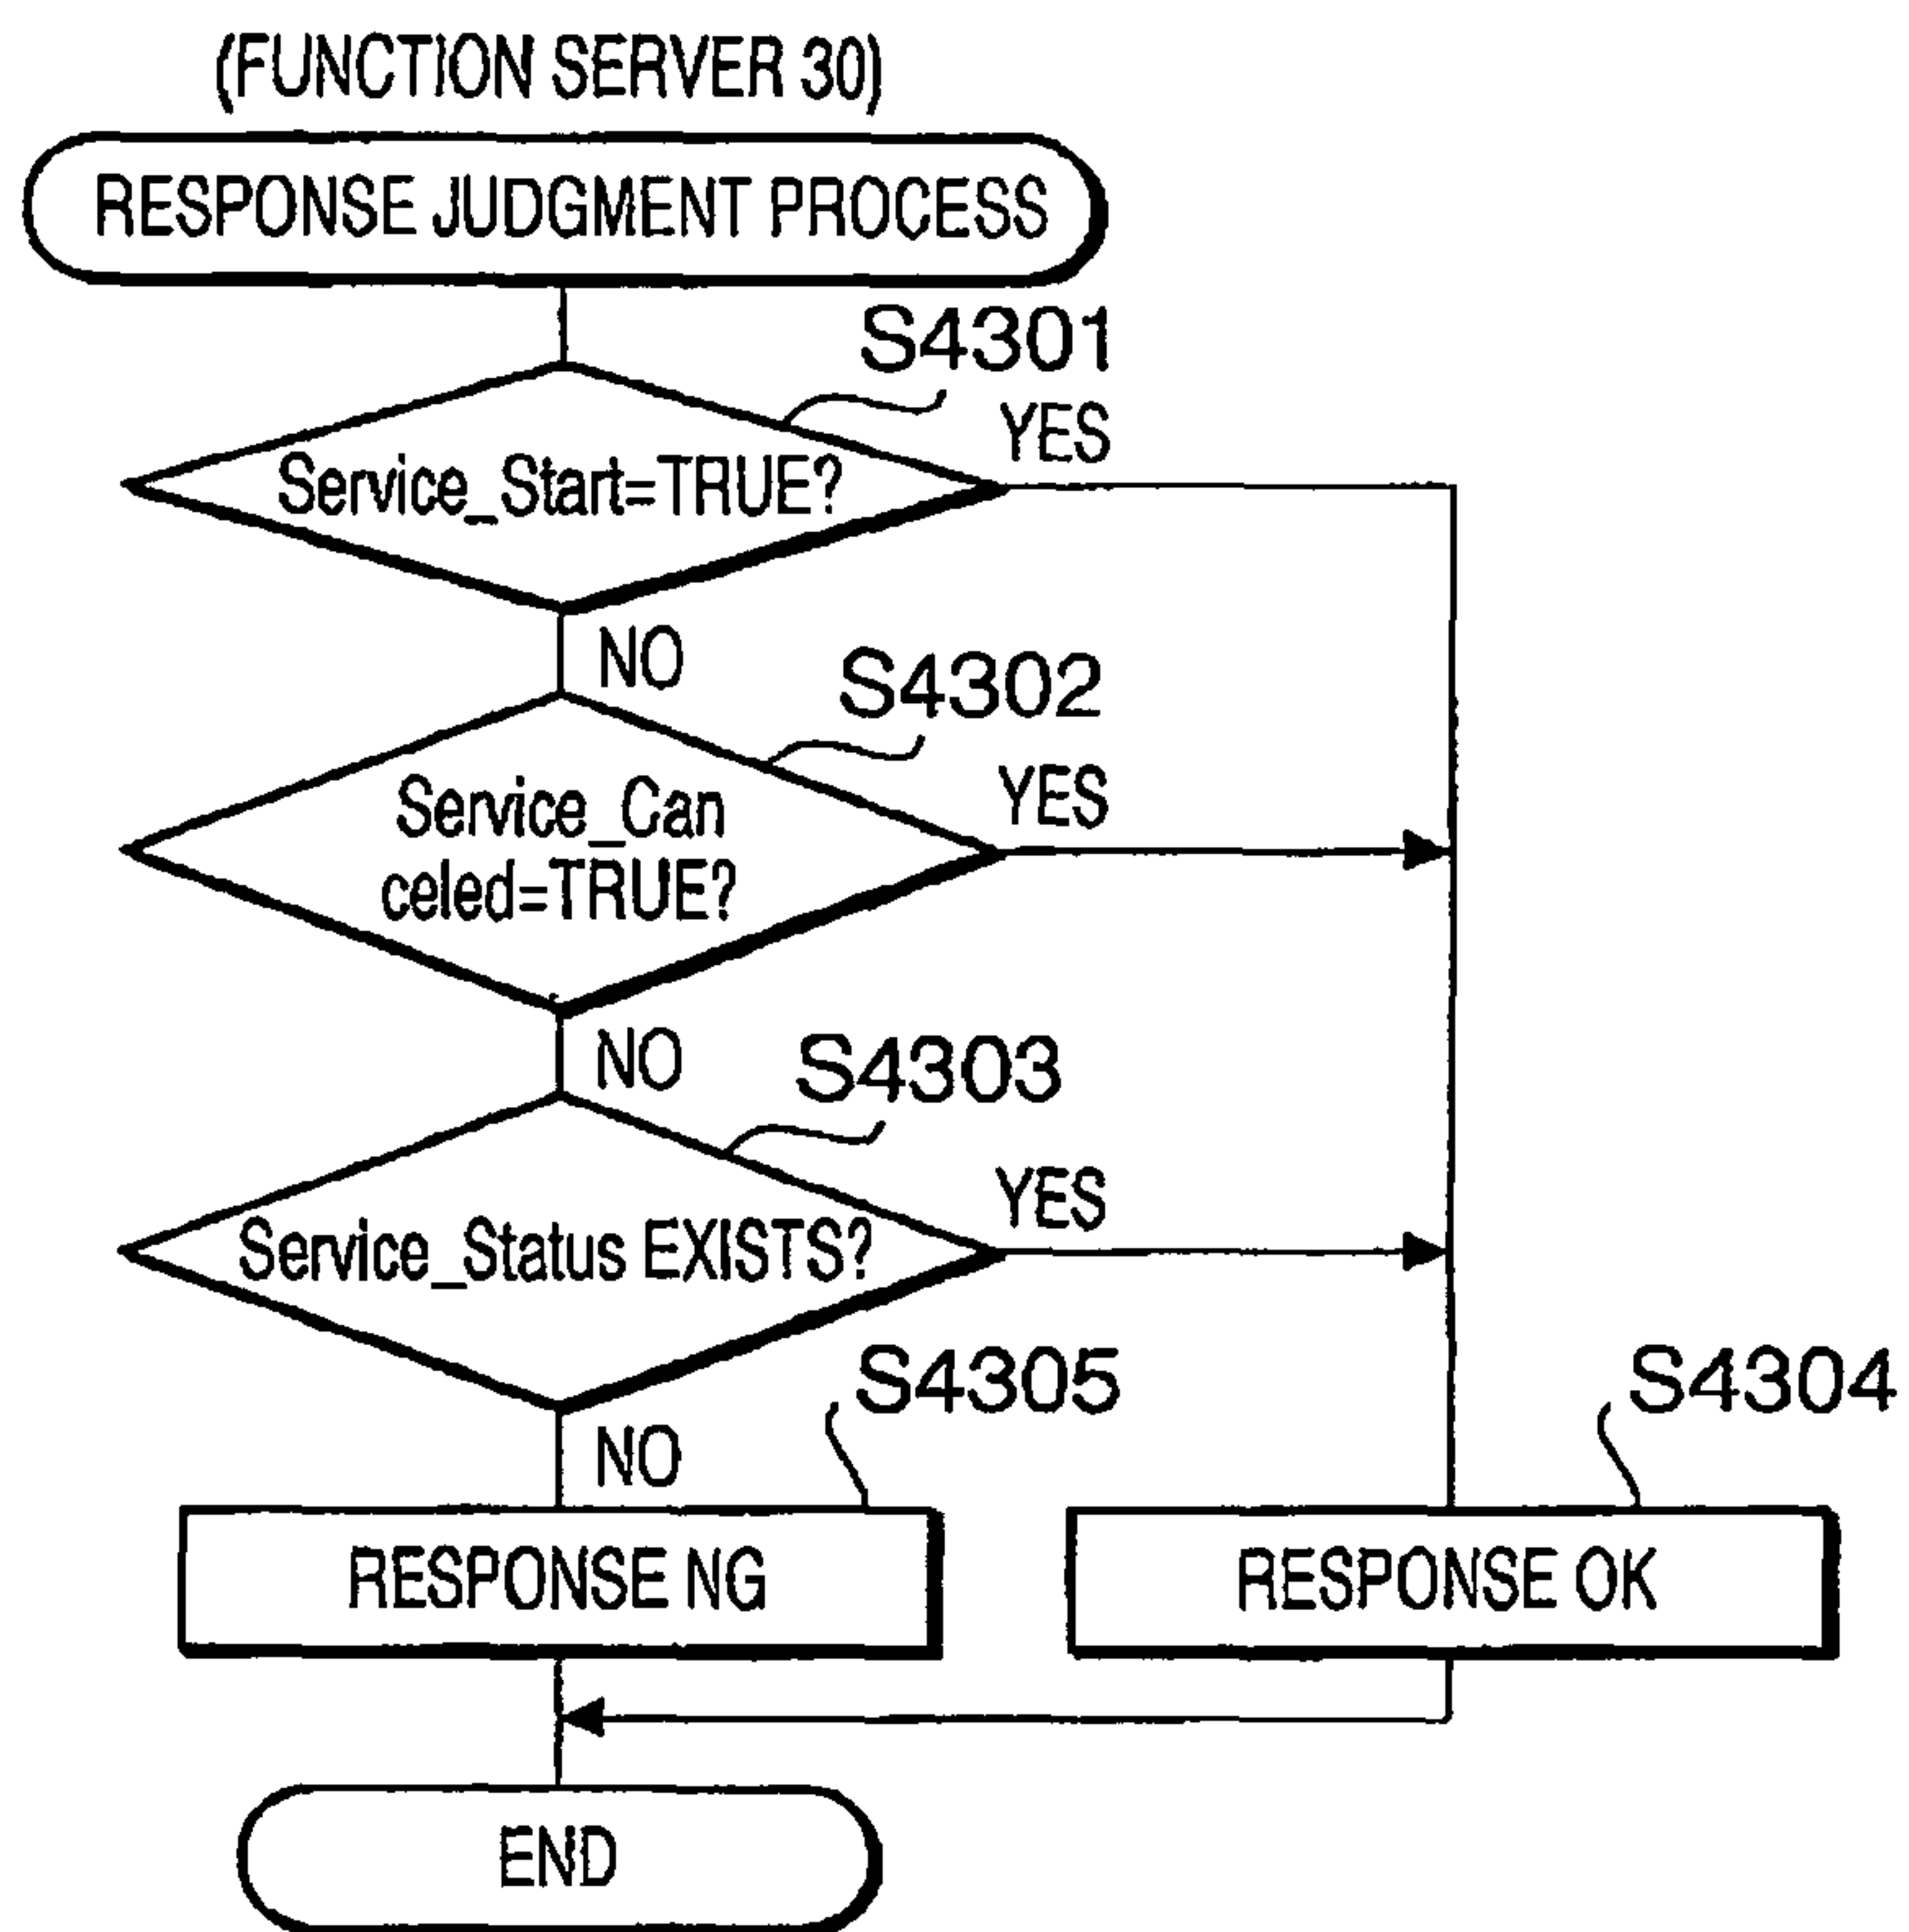 (FUNCTION SERVER 30)
RESPONSE JUDGMENT PROCESS
S4301
YES
Service_Start=TRUE?
NO
S4302
YES
Service_Can
celed=TRUE?
NO
S4303
YES
Service_Status EXISTS?
S4305
S4304
NO
RESPONSE NG
RESPONSE OK
END